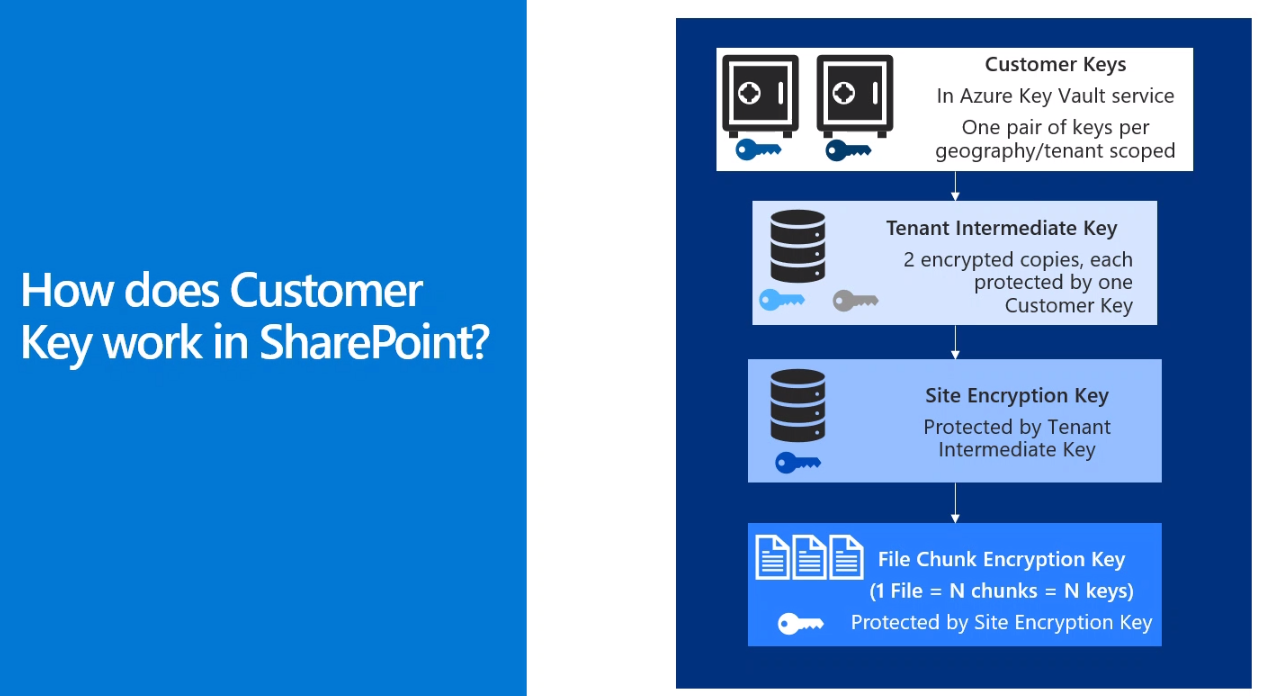 How does Customer
Key work in SharePoint?
Customer Keys
In Azure Key Vault service
One pair of keys per
geography/tenant scoped
Tenant Intermediate Key
2 encrypted copies, each
protected by one
Customer Key
Site Encryption Key
Protected by Tenant
Intermediate Key
File Chunk Encryption Key
(1 File = N chunks = N keys)
Protected by Site Encryption Key